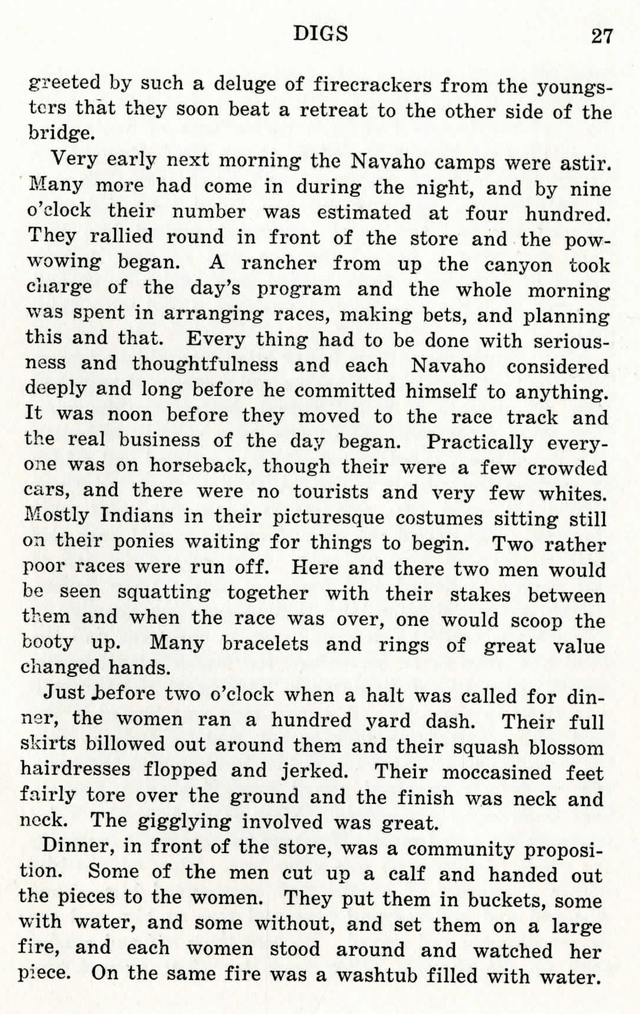 DIGS 27
greeted by such a deluge of firecrackers from the youngs-
ters that they soon beat a retreat to the other side of the
bridge.
Very early next morning the Navaho camps were astir.
Many more had come in during the night, and by nine
o'clock their number was estimated at four hundred.
They rallied round in front of the store and the pow-
wowing began. A rancher from up the canyon took
charge of the day's program and the whole morning
was spent in arranging races, making bets, and planning
this and that. Every thing had to be done with serious-
ness and thoughtfulness and each Navaho considered
deeply and long before he committed himself to anything.
It was noon before they moved to the race track and
the real business of the day began. Practically every-
one was on horseback, though their were a few crowded
cars, and there were no tourists and very few whites.
Mostly Indians in their picturesque costumes sitting still
on their ponies waiting for things to begin. Two rather
poor races were run off. Here and there two men would
be seen squatting together with their stakes between
them and when the race was over, one would scoop the
booty up. Many bracelets and rings of great value
changed hands.
Just before two o'clock when a halt was called for din-
ner, the women ran a hundred yard dash. Their full
skirts billowed out around them and their squash blossom
hairdresses flopped and jerked. Their moccasined feet
fairly tore over the ground and the finish was neck and
neck. The gigglying involved was great.
Dinner, in front of the store, was a community proposi-
tion. Some of the men cut up a calf and handed out
the pieces to the women. They put them in buckets, some
with water, and some without, and set them on a large
fire, and each women stood around and watched her
piece. On the same fire was a washtub filled with water.